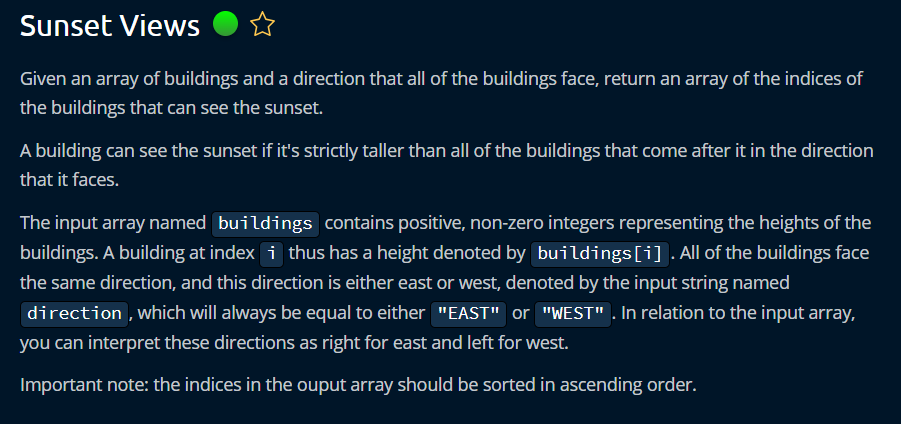 Sunset Views
Given an array of buildings and a direction that all of the buildings face, return an array of the indices of
the buildings that can see the sunset.
A building can see the sunset if it's strictly taller than all of the buildings that come after it in the direction
that it faces.
The input array named buildings contains positive, non-zero integers representing the heights of the
buildings. A building at index i thus has a height denoted by buildings[i] . All of the buildings face
the same direction, and this direction is either east or west, denoted by the input string named
direction , which will always be equal to either "EAST" or "WEST" . In relation to the input array,
you can interpret these directions as right for east and left for west.
Important note: the indices in the ouput array should be sorted in ascending order.